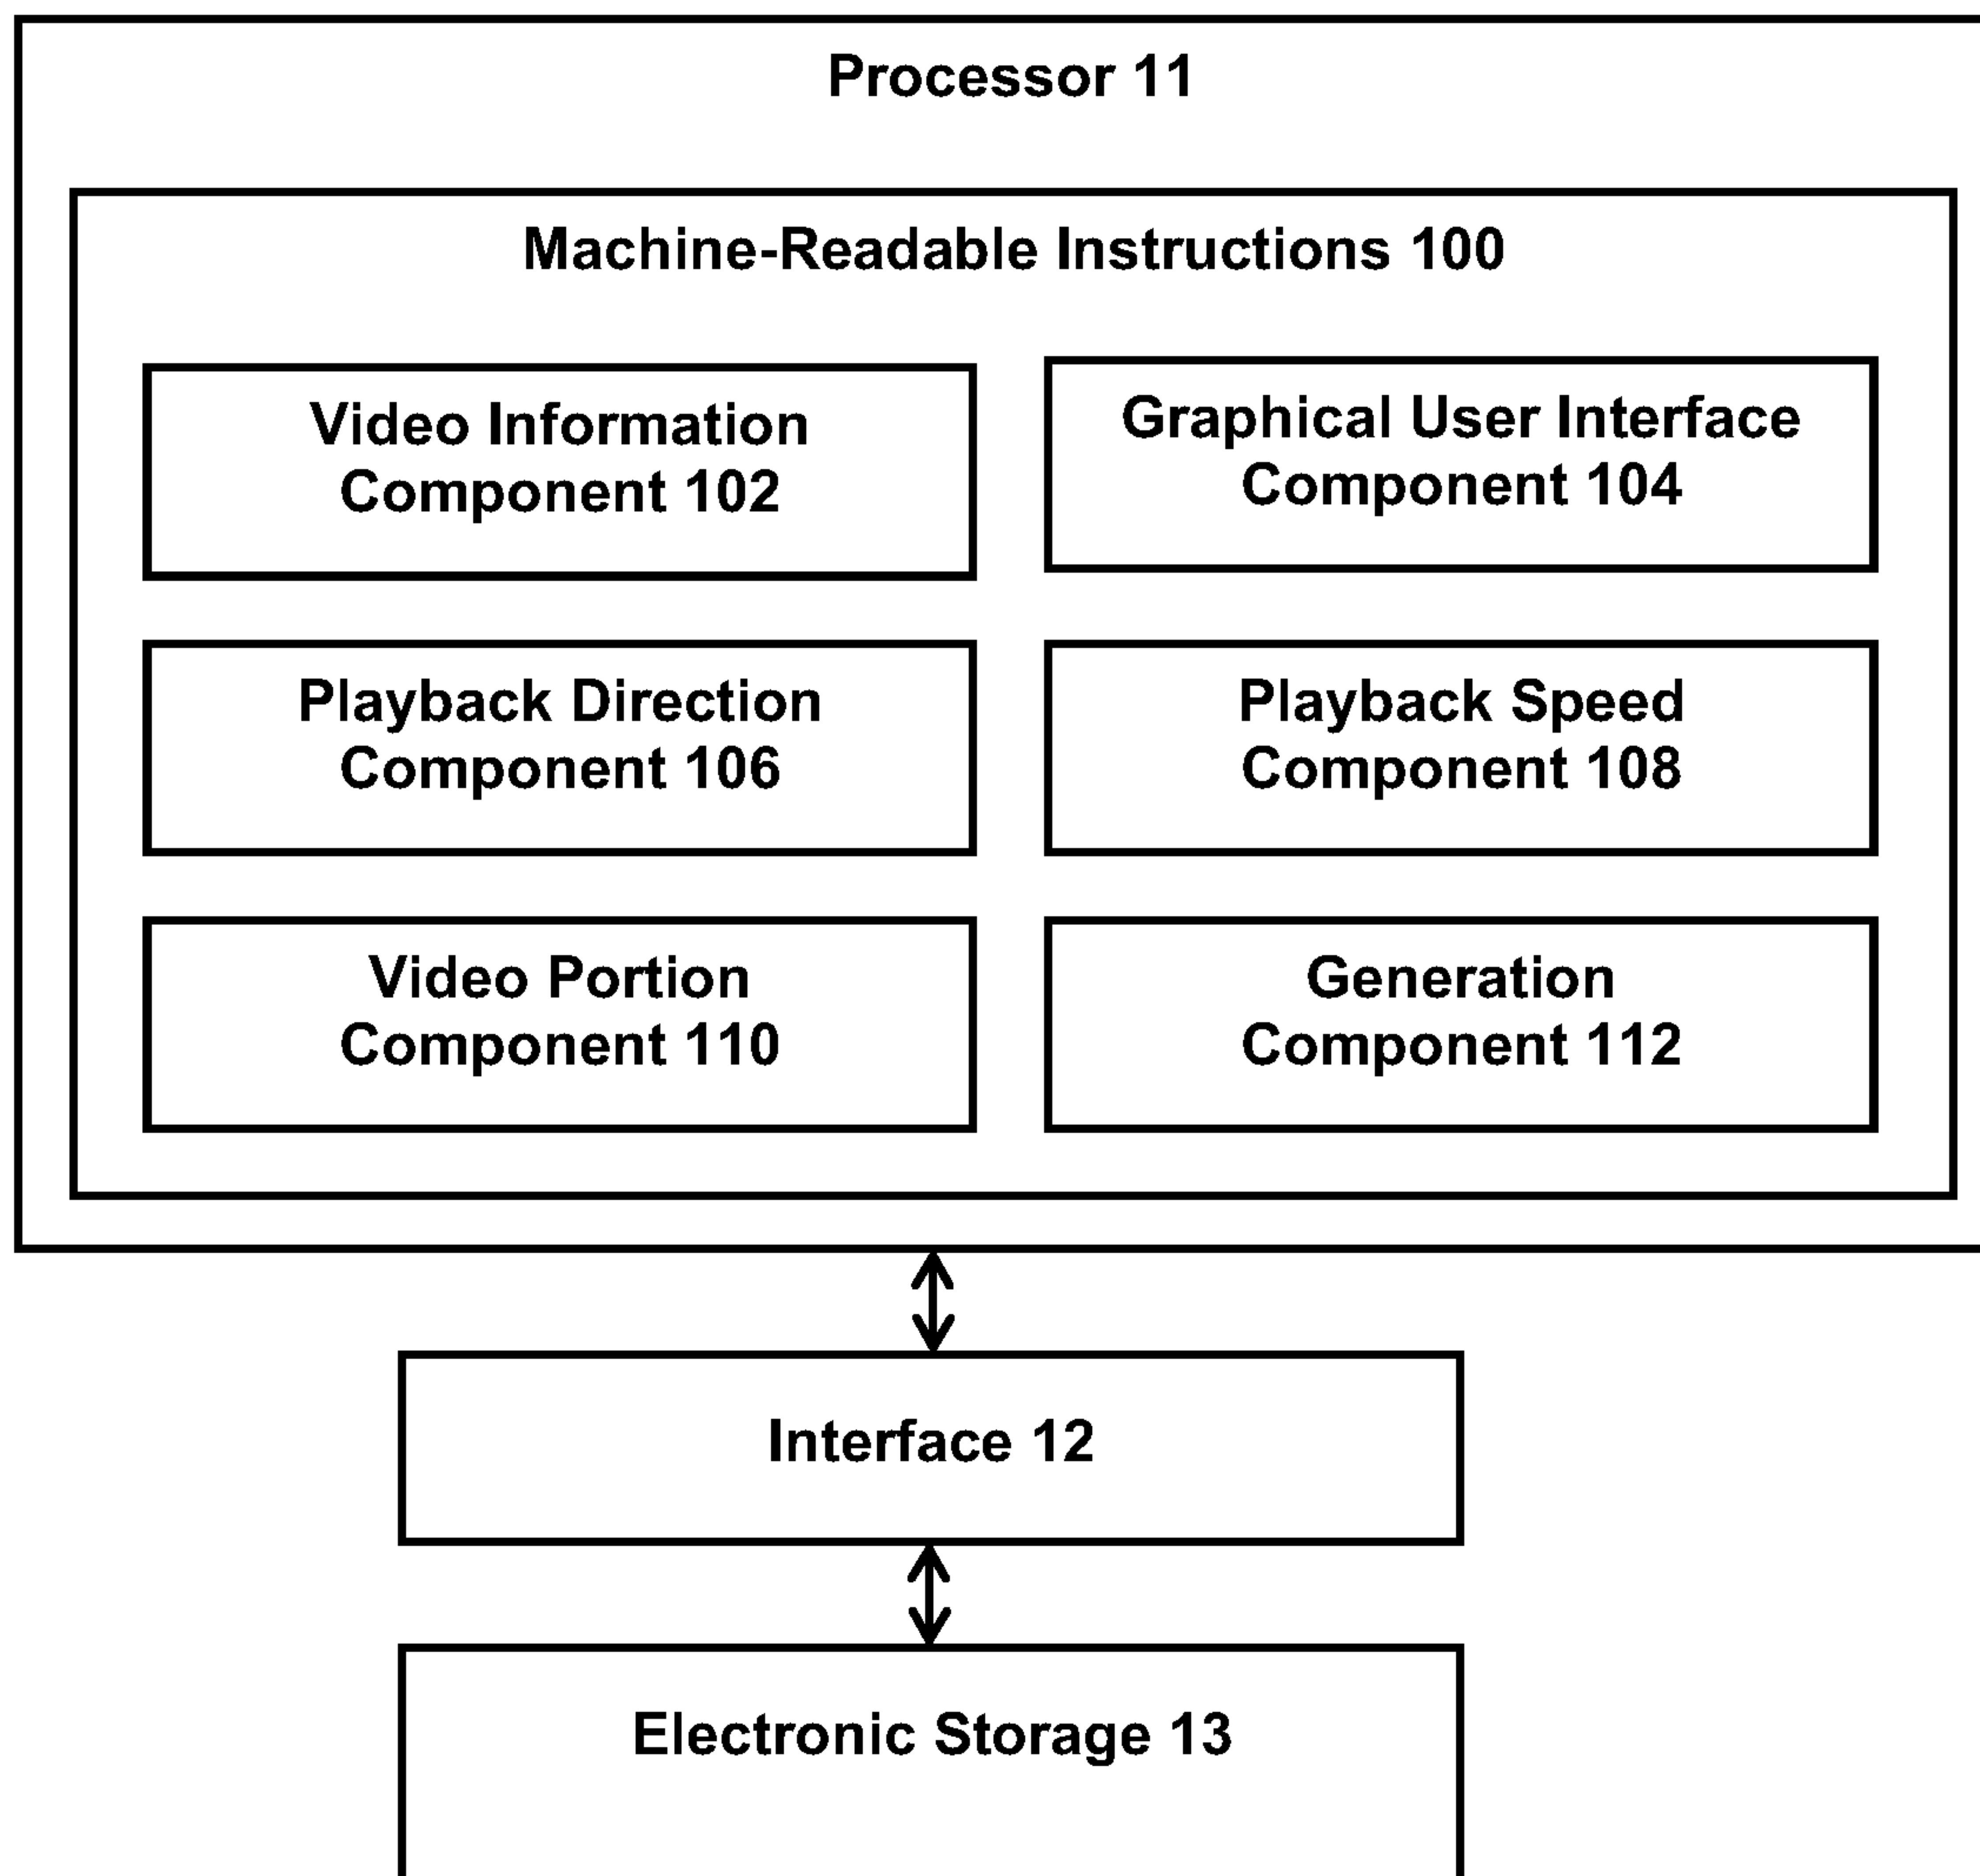 Processor 11
Machine-Readable Instructions 100
Video Information
Component 102
Graphical User Interface
Component 104
Playback Direction
Component 106
Playback Speed
Component 108
Video Portion
Component 110
Generation
Component 112
Interface 12
Electronic Storage 13